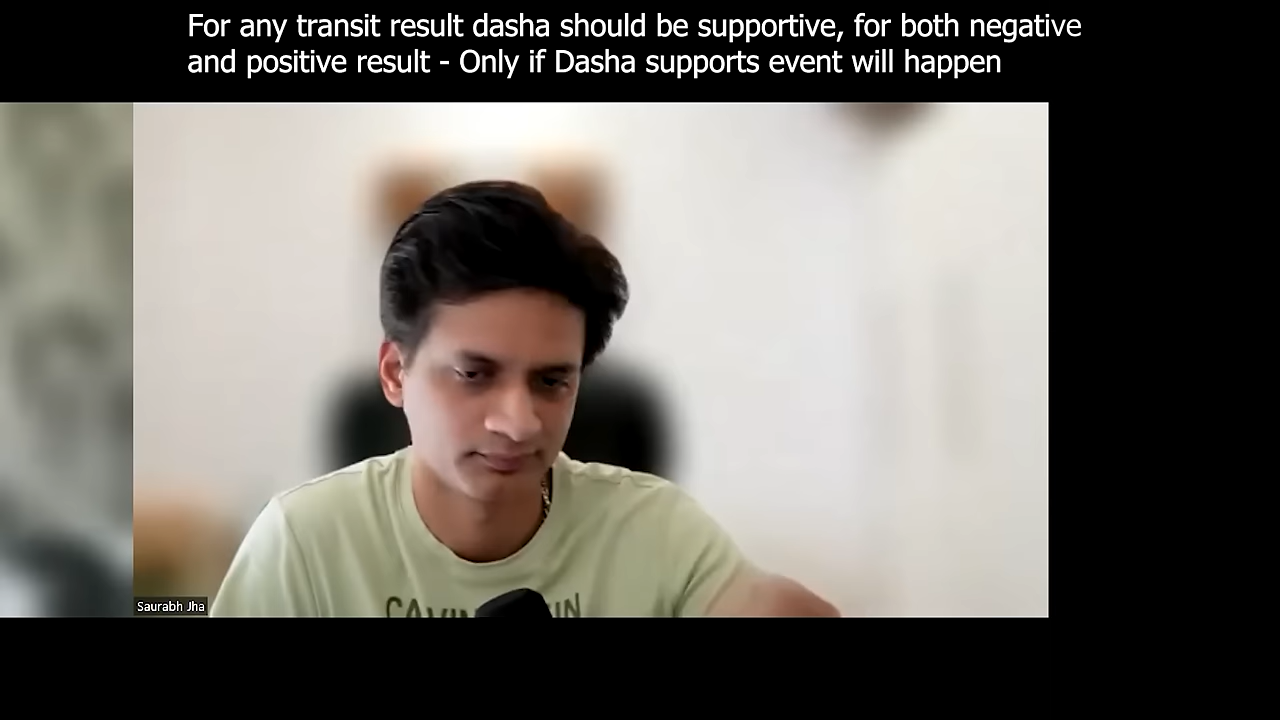 For any transit result dasha should be supportive, for both negative
and positive result - Only if Dasha supports event will happen
Saurabh Jha